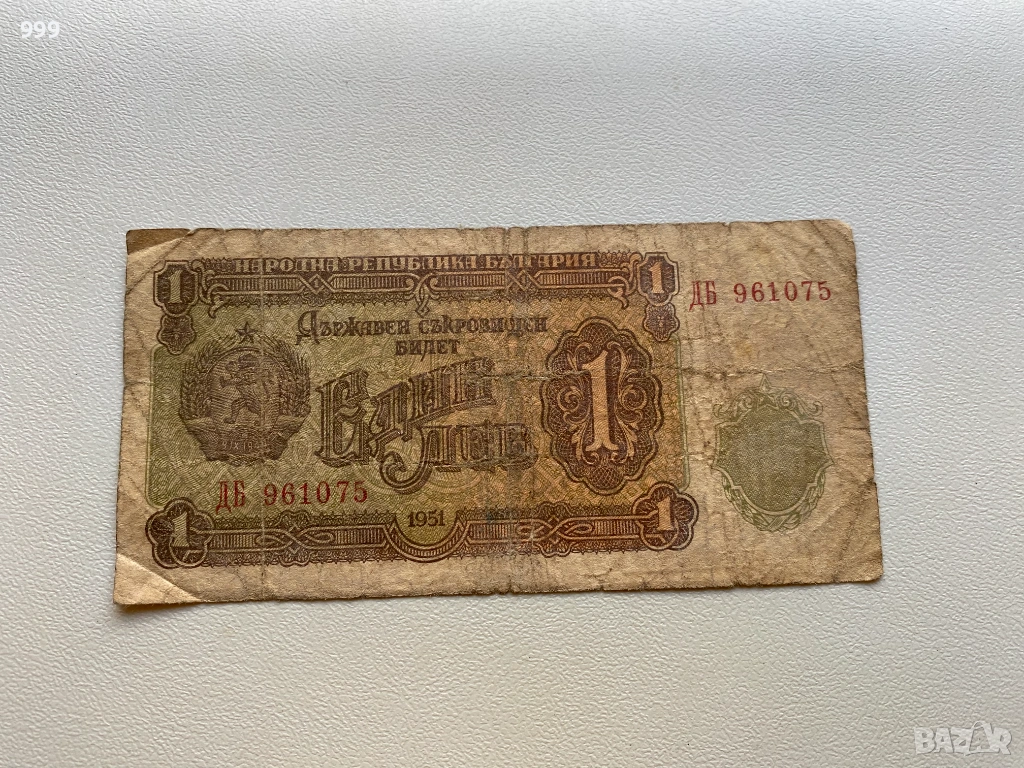 999
1 НАРОДНА РЕПУБЛИКА БЪЛГАРИЯ 1
ДБ 961075
ДЪРЖАВЕН СЪКРОВИЩЕН
БИЛЕТ
ЕДИН
ЛЕВ
1
ДБ 961075
1 1951 1
BAZAR